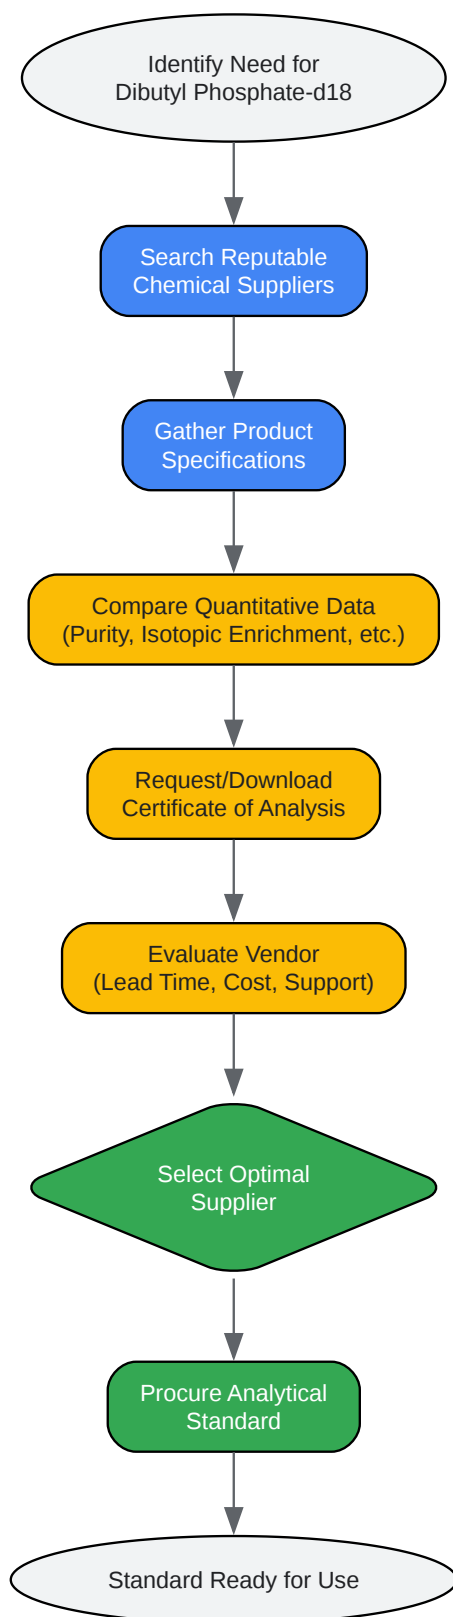 Identify Need for
Dibutyl Phosphate-d18
Search Reputable
Chemical Suppliers
Gather Product
Specifications
Compare Quantitative Data
(Purity, Isotopic Enrichment, etc.)
Request/Download
Certificate of Analysis
Evaluate Vendor
(Lead Time, Cost, Support)
Select Optimal
Supplier
Procure Analytical
Standard
Standard Ready for Use